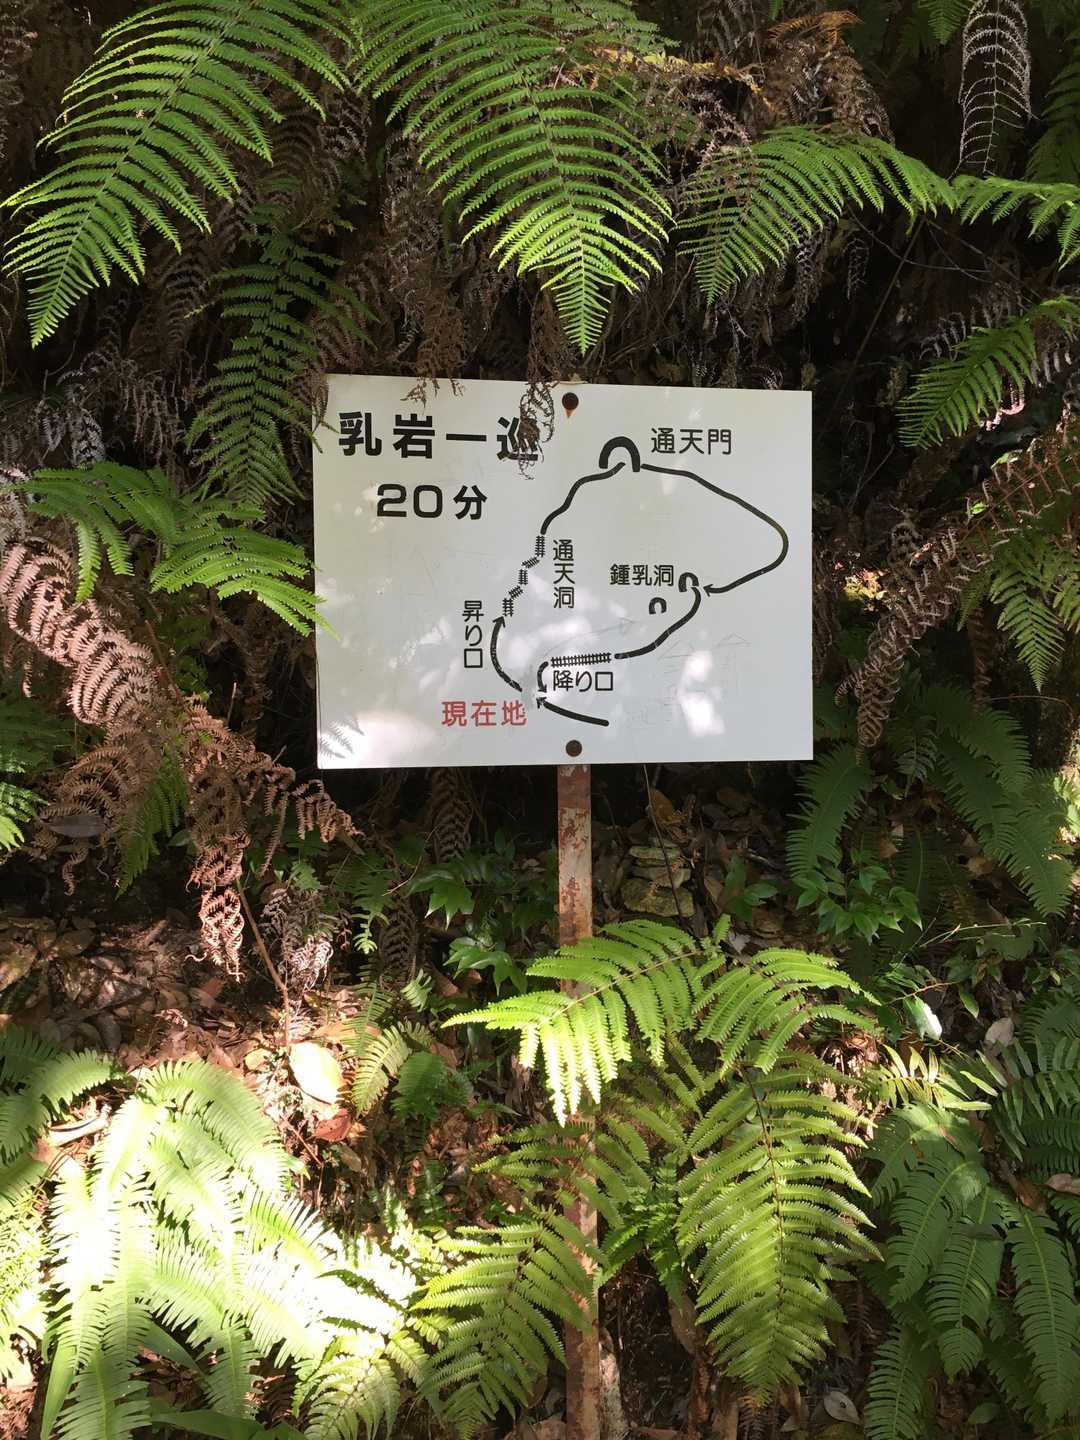 乳岩一巡
20分
通天門
通天洞
鍾乳洞
昇り口
降り口
現在地